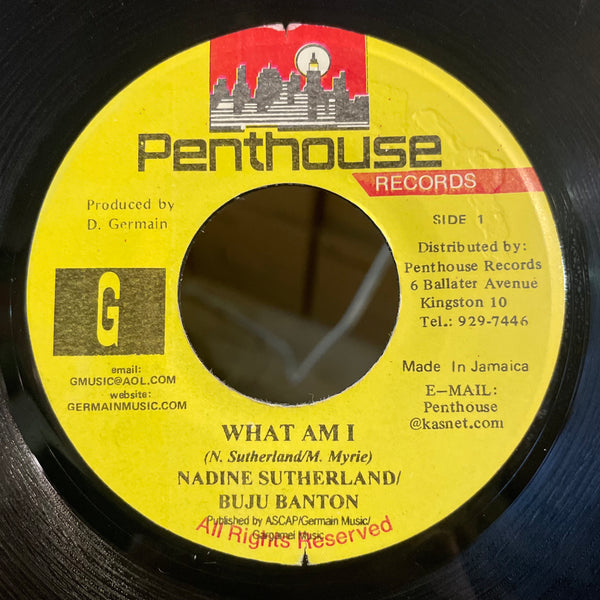 Penthouse
RECORDS
Produced by
D. Germain
SIDE 1
Distributed by:
Penthouse Records
6 Ballater Avenue
Kingston 10
Tel.: 929-7446
G
email:
GMUSIC@AOL.COM
website:
GERMAINMUSIC.COM
Made In Jamaica
E-MAIL:
Penthouse
@kasnet.com
WHAT AM I
(N. Sutherland/M. Myrie)
NADINE SUTHERLAND/
BUJU BANTON
Published by ASCAP/Germain Music/
Gargamel Music
All Rights Reserved